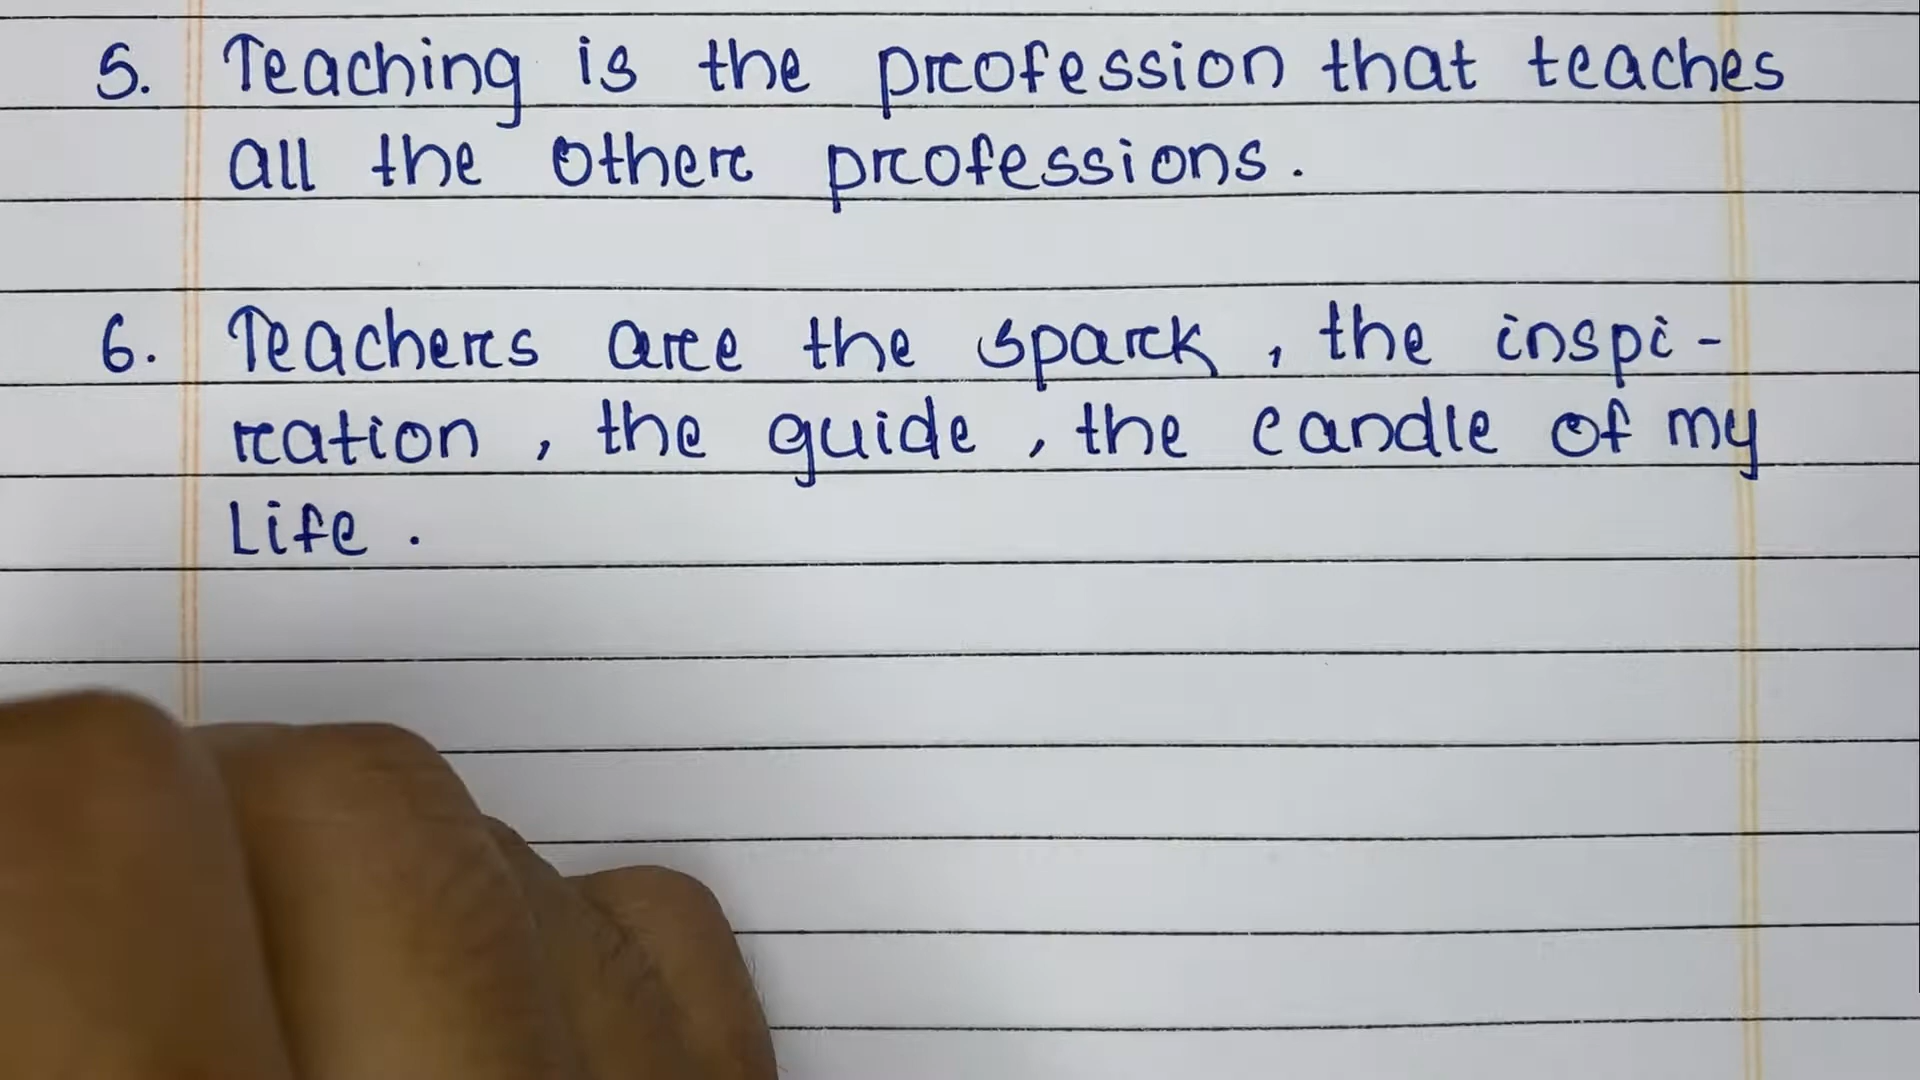 5. Teaching is the profession that teaches
all the other professions.
6. Teachers are the spark, the inspi-
ration, the guide, the candle of my
Life.